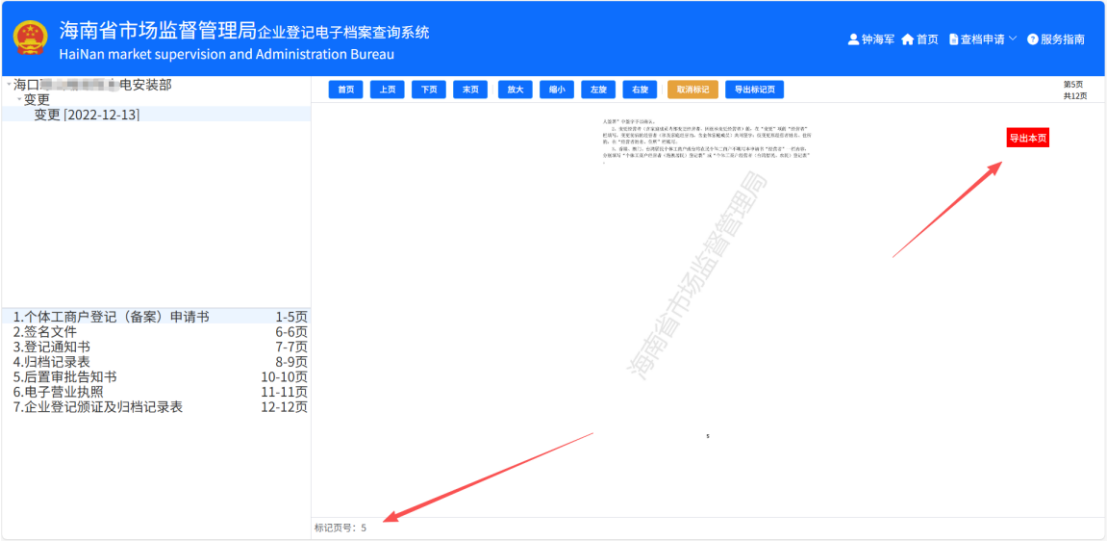 海南省市场监督管理局企业登记电子档案查询系统
HaiNan market supervision and Administration Bureau
钟海军 首页 查档申请 服务指南
海口 电安装部
变更
变更 [2022-12-13]
首页 上页 下页 末页 放大 缩小 左旋 右旋 取消标记 导出标记页
第5页
共12页
导出本页
海南省市场监督管理局
5
1.个体工商户登记（备案）申请书 1-5页
2.签名文件 6-6页
3.登记通知书 7-7页
4.归档记录表 8-9页
5.后置审批告知书 10-10页
6.电子营业执照 11-11页
7.企业登记颁证及归档记录表 12-12页
标记页号：5